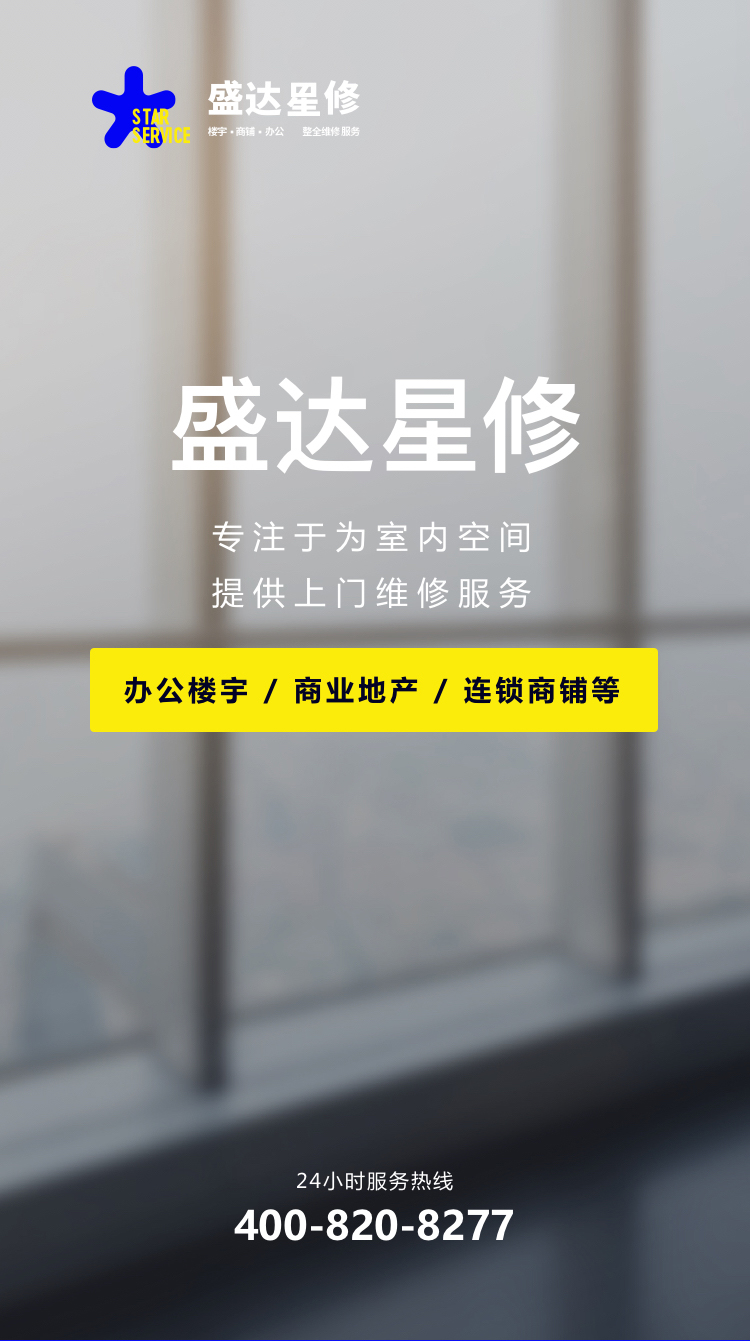 STAR
SERVICE
盛达星修
楼宇•商铺•办公 整全维修服务
盛达星修
专注于为室内空间
提供上门维修服务
办公楼宇 / 商业地产 / 连锁商铺等
24小时服务热线
400-820-8277